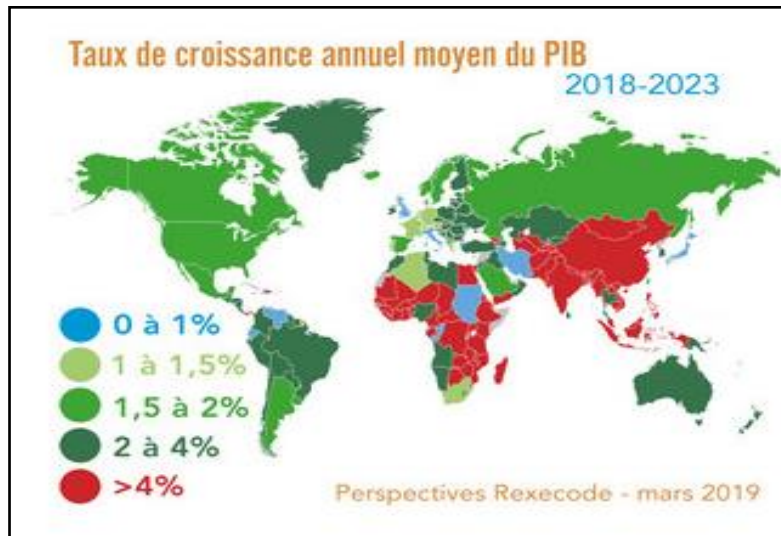 Taux de croissance annuel moyen du PIB
2018-2023
0 à 1%
1 à 1,5%
1,5 à 2%
2 à 4%
>4%
Perspectives Rexecode - mars 2019